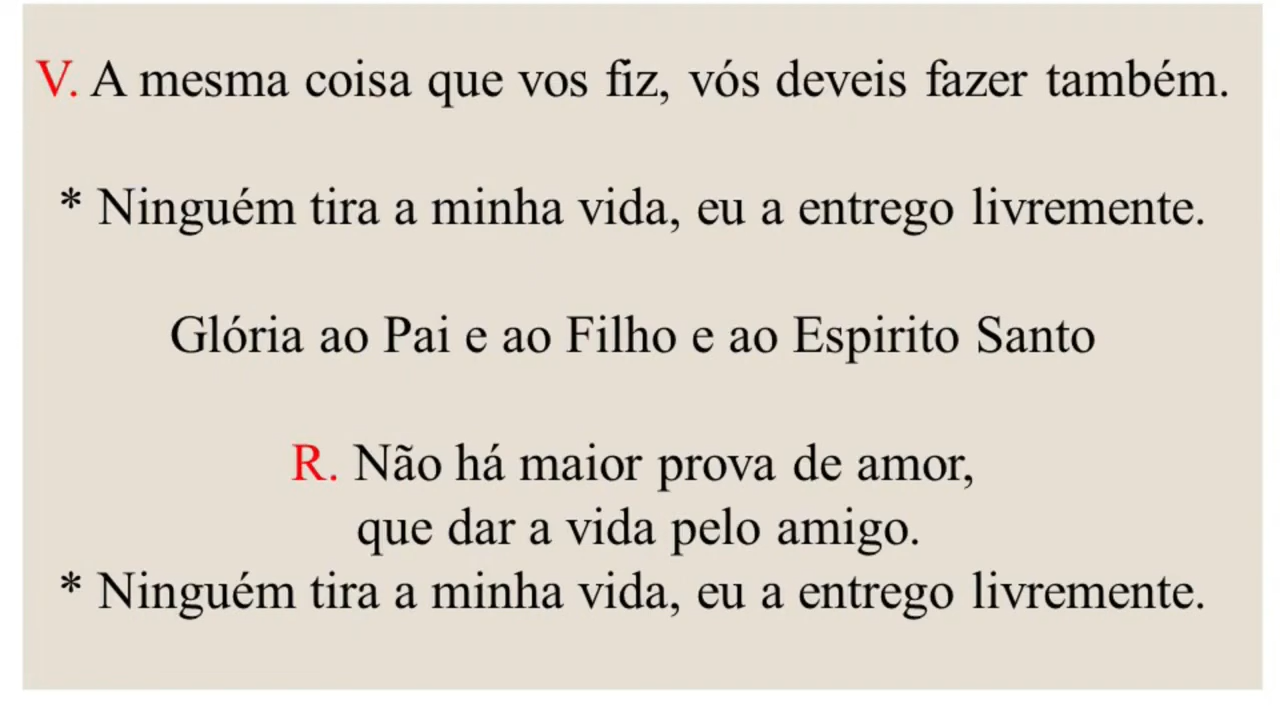 V. A mesma coisa que vos fiz, vós deveis fazer também.
* Ninguém tira a minha vida, eu a entrego livremente.
Glória ao Pai e ao Filho e ao Espirito Santo
R. Não há maior prova de amor,
que dar a vida pelo amigo.
* Ninguém tira a minha vida, eu a entrego livremente.